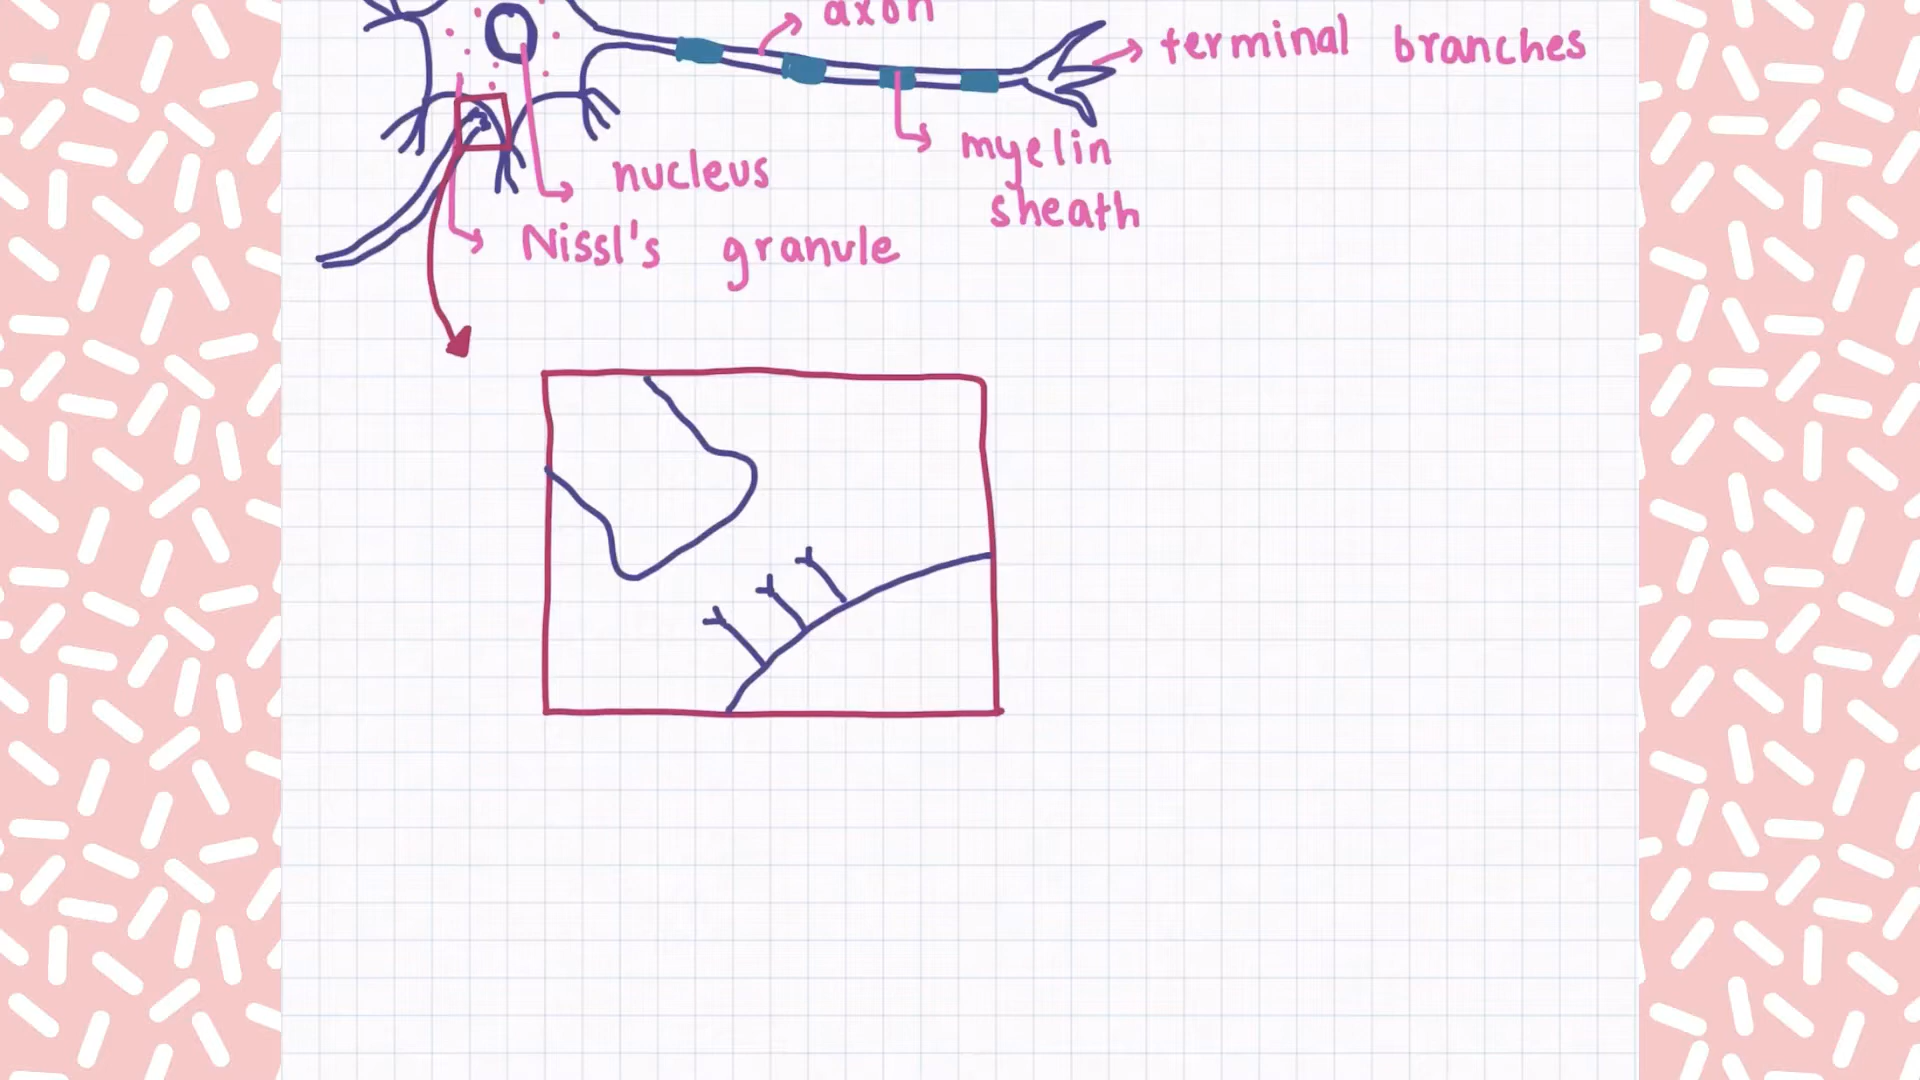 axon
terminal branches
myelin
sheath
nucleus
Nissl's granule